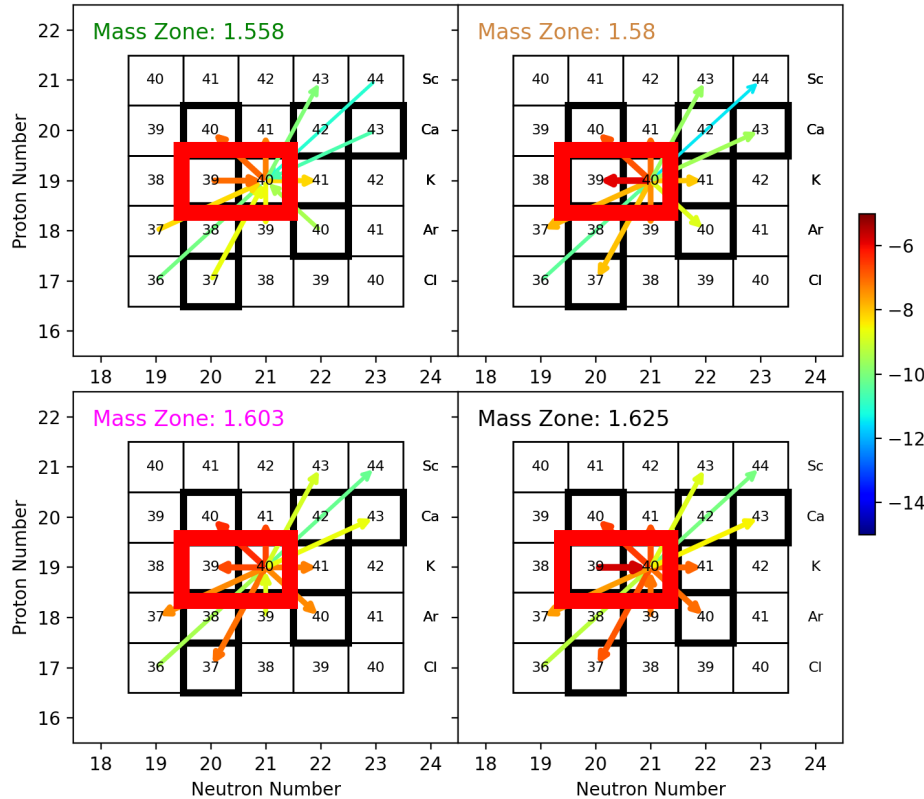 Mass Zone: 1.558
Mass Zone: 1.58
22
21
20
19
18
17
16
Proton Number
40 41 42 43 44 Sc
39 40 41 42 43 Ca
38 39 40 41 42 K
37 38 39 40 41 Ar
36 37 38 39 40 Cl
18 19 20 21 22 23 24
40 41 42 43 44 Sc
39 40 41 42 43 Ca
38 39 40 41 42 K
37 38 39 40 41 Ar
36 37 38 39 40 Cl
18 19 20 21 22 23 24
Mass Zone: 1.603
Mass Zone: 1.625
22
21
20
19
18
17
16
Proton Number
40 41 42 43 44 Sc
39 40 41 42 43 Ca
38 39 40 41 42 K
37 38 39 40 41 Ar
36 37 38 39 40 Cl
18 19 20 21 22 23 24
Neutron Number
40 41 42 43 44 Sc
39 40 41 42 43 Ca
38 39 40 41 42 K
37 38 39 40 41 Ar
36 37 38 39 40 Cl
18 19 20 21 22 23 24
Neutron Number
−6
−8
−10
−12
−14